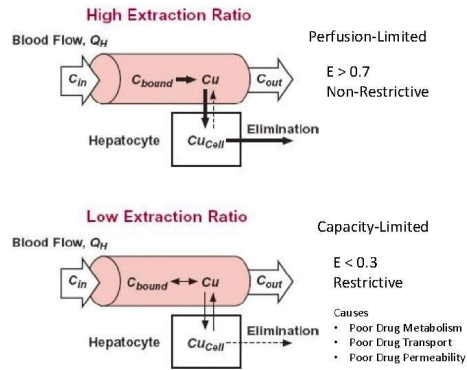 High Extraction Ratio
Blood Flow, QH
Perfusion-Limited
Cin
Cbound
Cu
Cout
E > 0.7
Non-Restrictive
Elimination
Hepatocyte
CuCell
Low Extraction Ratio
Capacity-Limited
Blood Flow, QH
Cin
Cbound
Cu
Cout
E < 0.3
Restrictive
Causes
• Poor Drug Metabolism
Elimination
• Poor Drug Transport
Hepatocyte
CuCell
• Poor Drug Permeability